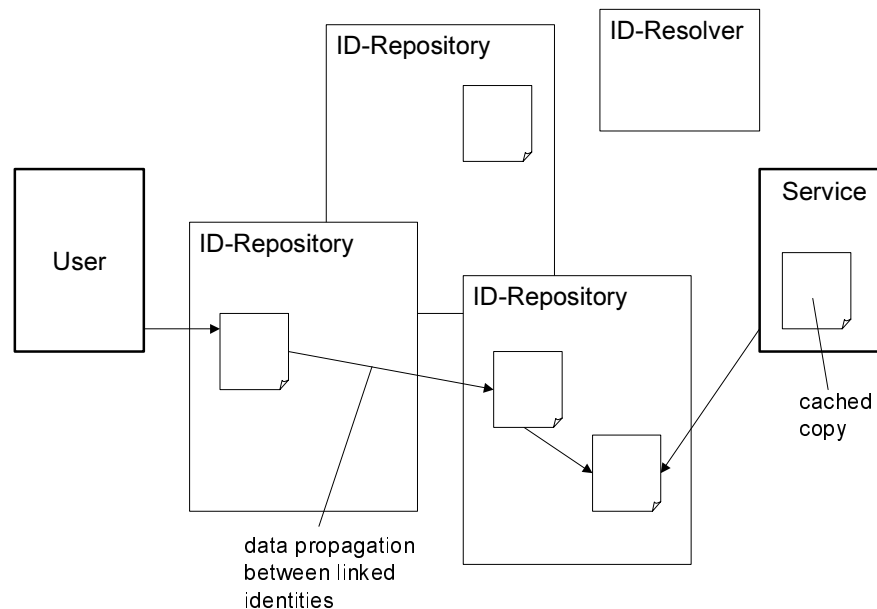 ID-Resolver
ID-Repository
Service
User
ID-Repository
ID-Repository
cached
copy
data propagation
between linked
identities